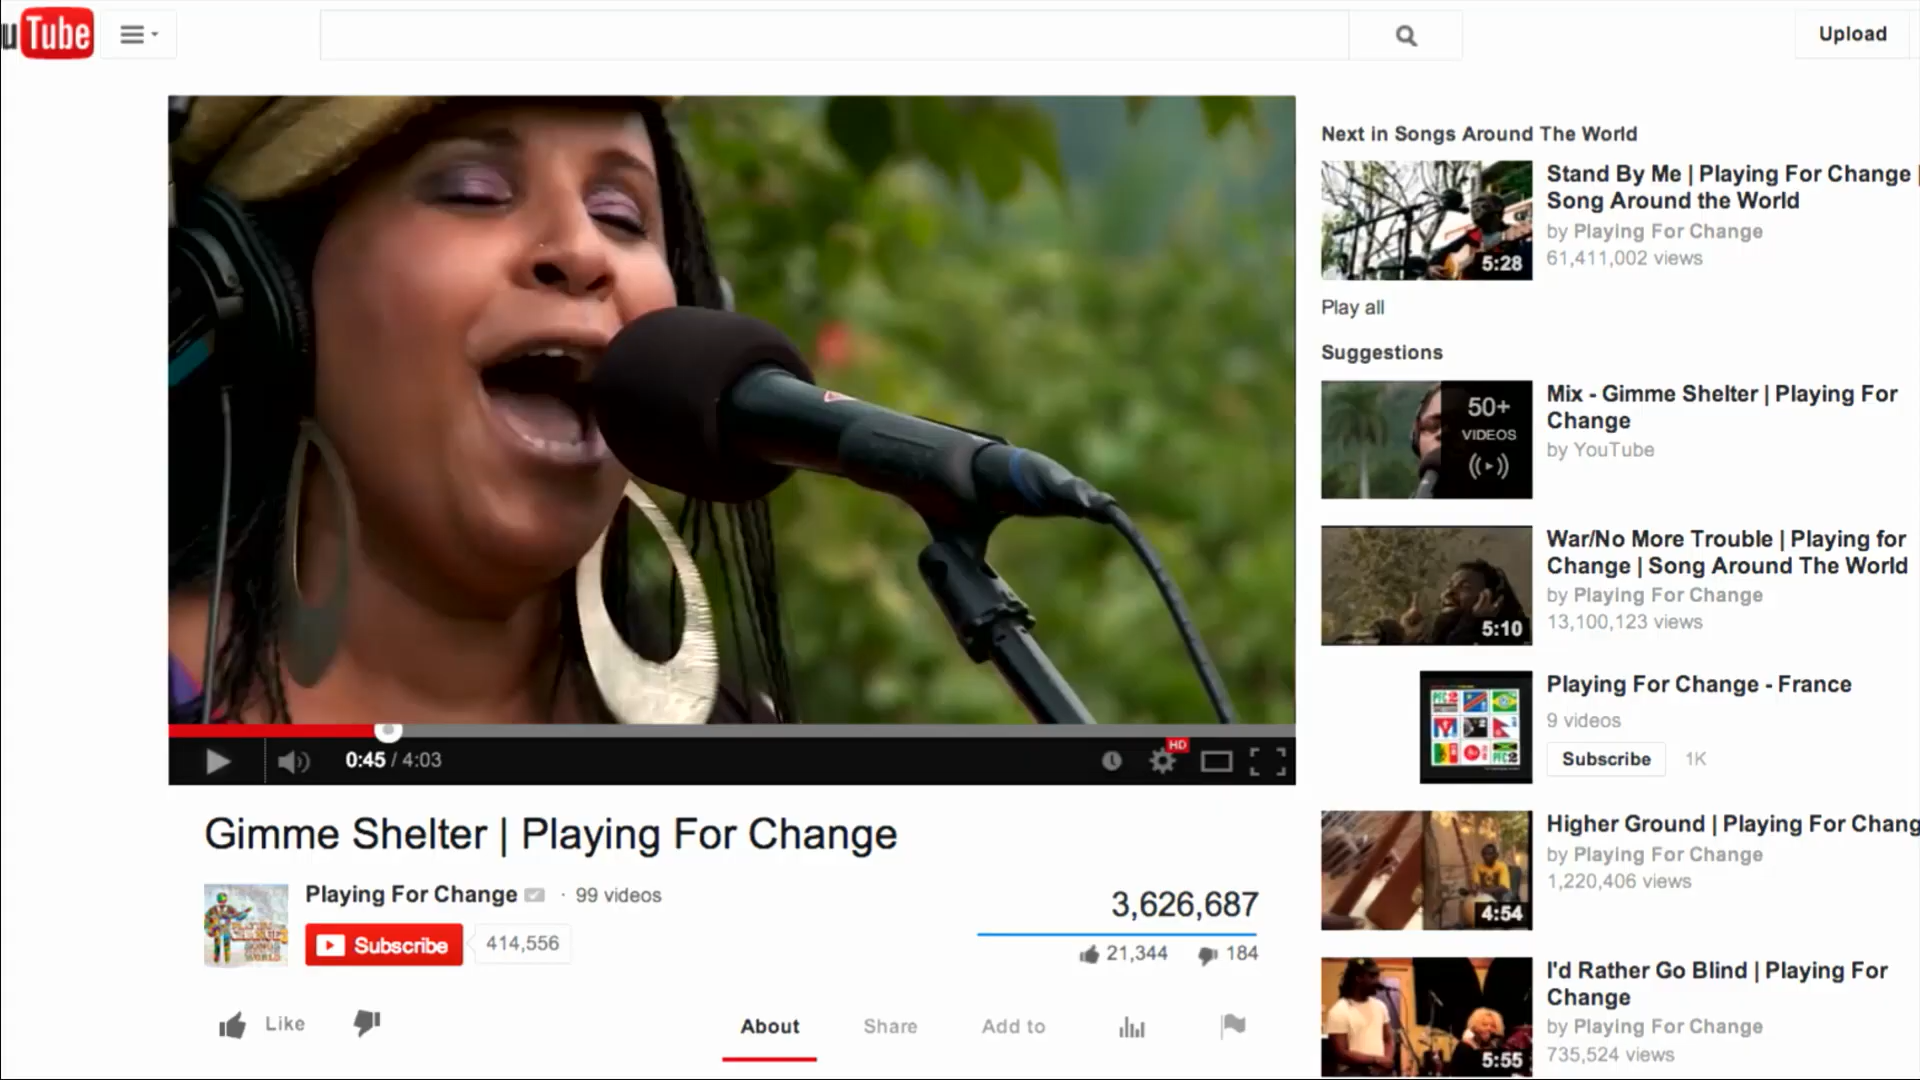 uTube
Upload
0:45 / 4:03
HD
Gimme Shelter | Playing For Change
Playing For Change · 99 videos
Subscribe 414,556
3,626,687
21,344 184
Like
About Share Add to
Next in Songs Around The World
5:28
Stand By Me | Playing For Change |
Song Around the World
by Playing For Change
61,411,002 views
Play all
Suggestions
50+
VIDEOS
Mix - Gimme Shelter | Playing For
Change
by YouTube
5:10
War/No More Trouble | Playing for
Change | Song Around The World
by Playing For Change
13,100,123 views
Playing For Change - France
9 videos
Subscribe 1K
4:54
Higher Ground | Playing For Chang
by Playing For Change
1,220,406 views
5:55
I'd Rather Go Blind | Playing For
Change
by Playing For Change
735,524 views